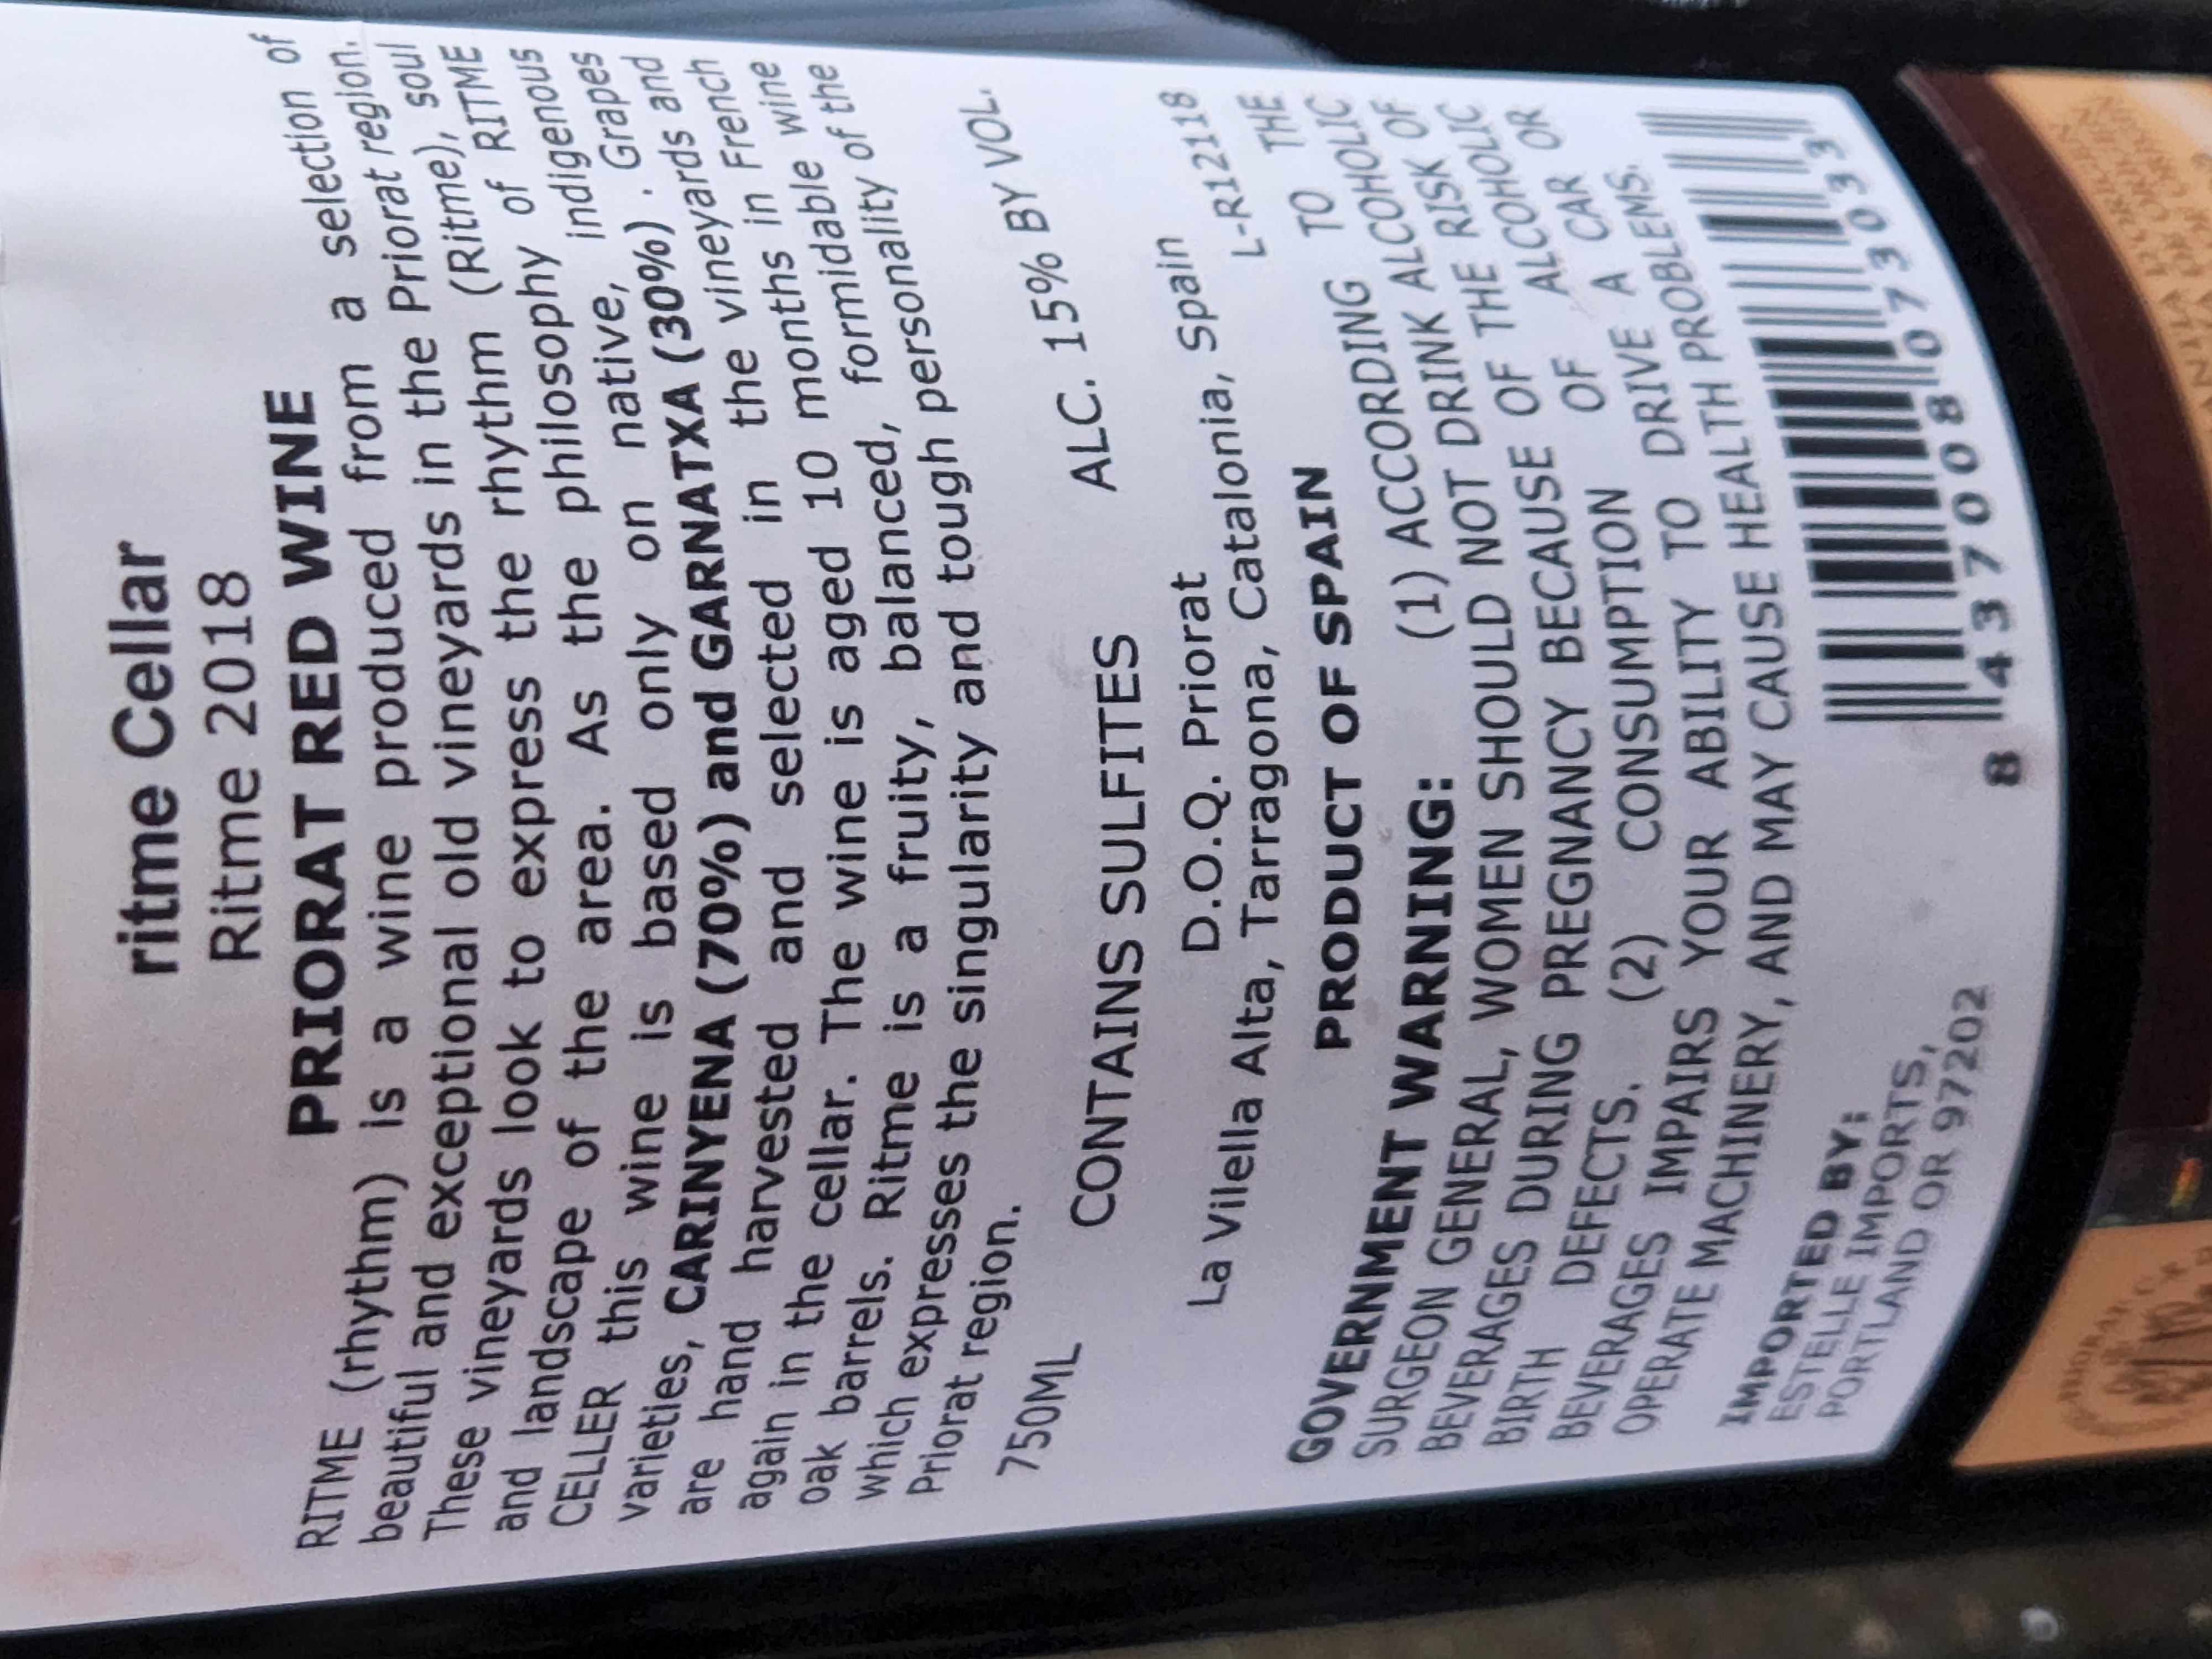 ritme Cellar
Ritme 2018
PRIORAT RED WINE
RITME (rhythm) is a wine produced from a selection of
beautiful and exceptional old vineyards in the Priorat region.
These vineyards look to express the rhythm (Ritme), soul
and landscape of the area. As the philosophy of RITME
CELLER this wine is based only on native, indigenous
varieties, CARINYENA (70%) and GARNATXA (30%) . Grapes
are hand harvested and selected in the vineyards and
again in the cellar. The wine is aged 10 months in French
oak barrels. Ritme is a fruity, balanced, formidable wine
which expresses the singularity and tough personality of the
Priorat region.
750ML CONTAINS SULFITES ALC. 15% BY VOL.
D.O.Q. Priorat
La Vilella Alta, Tarragona, Catalonia, Spain
L-R12118
PRODUCT OF SPAIN
GOVERNMENT WARNING: (1) ACCORDING TO THE
SURGEON GENERAL, WOMEN SHOULD NOT DRINK ALCOHOLIC
BEVERAGES DURING PREGNANCY BECAUSE OF THE RISK OF
BIRTH DEFECTS. (2) CONSUMPTION OF ALCOHOLIC
BEVERAGES IMPAIRS YOUR ABILITY TO DRIVE A CAR OR
OPERATE MACHINERY, AND MAY CAUSE HEALTH PROBLEMS.
IMPORTED BY:
ESTELLE IMPORTS,
PORTLAND OR 97202
8 437008 073033